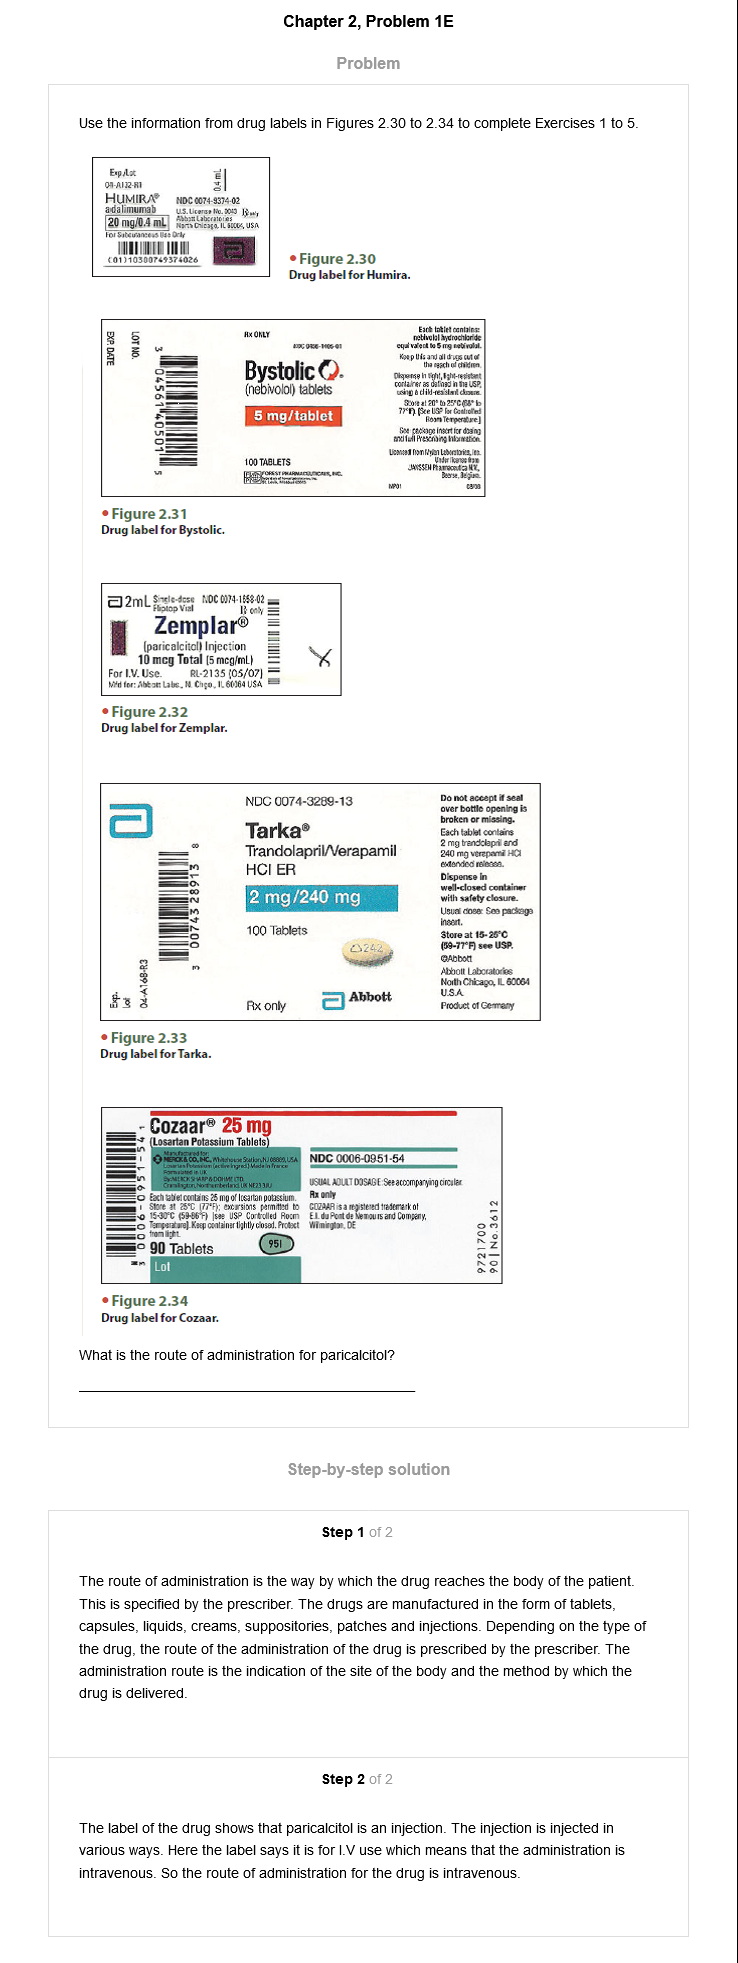 Chapter 2, Problem 1E
Problem
Use the information from drug labels in Figures 2.30 to 2.34 to complete Exercises 1 to 5.
Exp./Lot
04-A132-R1
0.4 mL
HUMIRA®
adalimumab
20 mg/0.4 mL
For Subcutaneous Use Only
NDC 0074-9374-02
U.S. License No. 0043 Rx only
Abbott Laboratories
North Chicago, IL 60064, USA
(01)10300749374026
• Figure 2.30
Drug label for Humira.
EXP. DATE
LOT NO.
3 0456140501 5
Rx ONLY
Bystolic
(nebivolol) tablets
5 mg/tablet
100 TABLETS
FOREST PHARMACEUTICALS, INC.
Each tablet contains:
nebivolol hydrochloride
equivalent to 5 mg nebivolol.
Keep this and all drugs out of
the reach of children.
Dispense in tight, light-resistant
container as defined in the USP,
using a child-resistant closure.
Store at 20° to 25°C (68° to
77°F). [See USP for Controlled
Room Temperature.]
See package insert for dosing
and full Prescribing Information.
Licensed from Mylan Laboratories, Inc.
Under license from
JANSSEN Pharmaceutica N.V.,
Beerse, Belgium.
• Figure 2.31
Drug label for Bystolic.
2mL Single-dose NDC 0074-1658-02
Fliptop Vial Rx only
Zemplar®
(paricalcitol) Injection
10 mcg Total (5 mcg/mL)
For I.V. Use. RL-2135 (05/07)
Mfd for: Abbott Labs., N. Chgo., IL 60064 USA
• Figure 2.32
Drug label for Zemplar.
NDC 0074-3289-13
Tarka®
Trandolapril/Verapamil
HCl ER
2 mg/240 mg
100 Tablets
242
Rx only
Abbott
3 00743 28913 8
Exp.
Lot
04-A168-R3
Do not accept if seal
over bottle opening is
broken or missing.
Each tablet contains
2 mg trandolapril and
240 mg verapamil HCl
extended release.
Dispense in
well-closed container
with safety closure.
Usual dose: See package
insert.
Store at 15-25°C
(59-77°F) see USP.
©Abbott
Abbott Laboratories
North Chicago, IL 60064
U.S.A.
Product of Germany
• Figure 2.33
Drug label for Tarka.
3 0006-0951-54 1
Cozaar® 25 mg
(Losartan Potassium Tablets)
Manufactured for:
MERCK & CO., INC., Whitehouse Station, NJ 08889, USA
Losartan Potassium (active ingred.) Made in France
Formulated in UK
By: MERCK SHARP & DOHME LTD.
Cramlington, Northumberland, UK NE23 3JU
Each tablet contains 25 mg of losartan potassium.
Store at 25°C (77°F); excursions permitted to
15-30°C (59-86°F) [see USP Controlled Room
Temperature]. Keep container tightly closed. Protect
from light.
90 Tablets
951
Lot
NDC 0006-0951-54
USUAL ADULT DOSAGE: See accompanying circular.
Rx only
COZAAR is a registered trademark of
E.I. du Pont de Nemours and Company,
Wilmington, DE
9721700
90 | No. 3612
• Figure 2.34
Drug label for Cozaar.
What is the route of administration for paricalcitol?
Step-by-step solution
Step 1 of 2
The route of administration is the way by which the drug reaches the body of the patient.
This is specified by the prescriber. The drugs are manufactured in the form of tablets,
capsules, liquids, creams, suppositories, patches and injections. Depending on the type of
the drug, the route of the administration of the drug is prescribed by the prescriber. The
administration route is the indication of the site of the body and the method by which the
drug is delivered.
Step 2 of 2
The label of the drug shows that paricalcitol is an injection. The injection is injected in
various ways. Here the label says it is for I.V use which means that the administration is
intravenous. So the route of administration for the drug is intravenous.